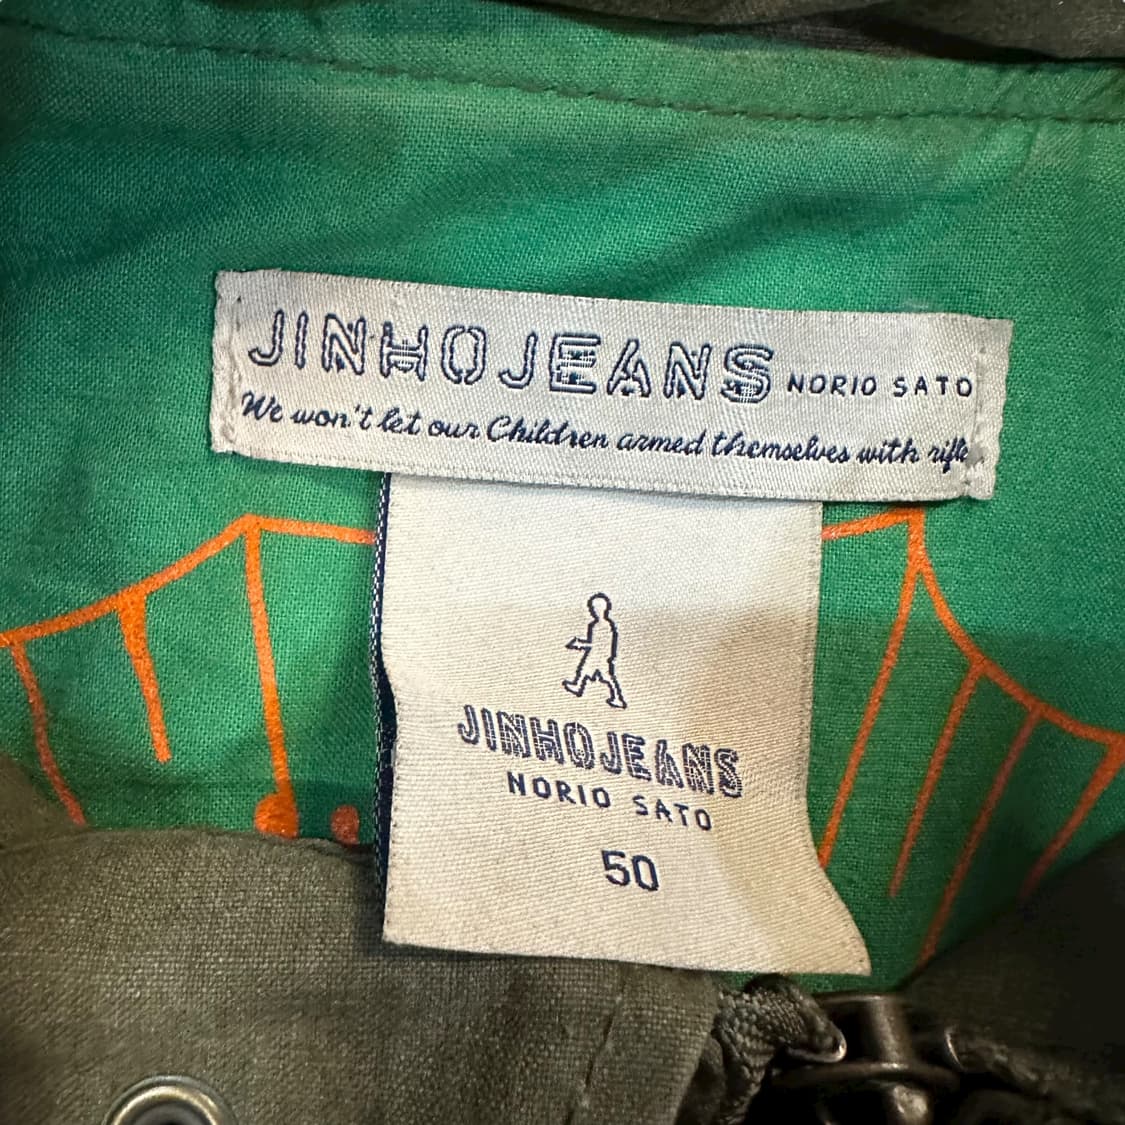 JINHOJEANS NORIO SATO
We won't let our Children armed themselves with rifle
JINHOJEANS
NORIO SATO
50